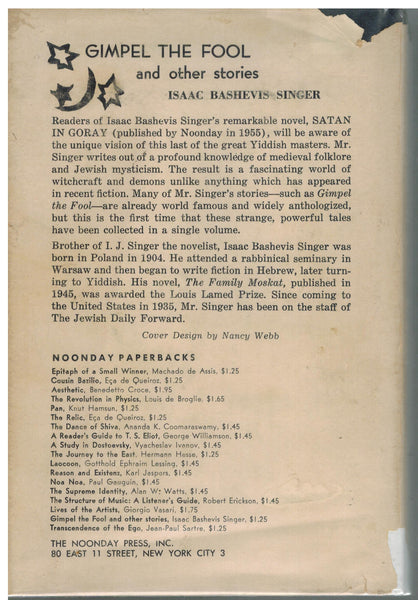 GIMPEL THE FOOL
and other stories
ISAAC BASHEVIS SINGER
Readers of Isaac Bashevis Singer's remarkable novel, SATAN
IN GORAY (published by Noonday in 1955), will be aware of
the unique vision of this last of the great Yiddish masters. Mr.
Singer writes out of a profound knowledge of medieval folklore
and Jewish mysticism. The result is a fascinating world of
witchcraft and demons unlike anything which has appeared
in recent fiction. Many of Mr. Singer's stories—such as Gimpel
the Fool—are already world famous and widely anthologized,
but this is the first time that these strange, powerful tales
have been collected in a single volume.
Brother of I. J. Singer the novelist, Isaac Bashevis Singer was
born in Poland in 1904. He attended a rabbinical seminary in
Warsaw and then began to write fiction in Hebrew, later turn-
ing to Yiddish. His novel, The Family Moskat, published in
1945, was awarded the Louis Lamed Prize. Since coming to
the United States in 1935, Mr. Singer has been on the staff of
The Jewish Daily Forward.
Cover Design by Nancy Webb
NOONDAY PAPERBACKS
Epitaph of a Small Winner, Machado de Assis, $1.25
Cousin Bazilio, Eça de Queiroz, $1.25
Aesthetic, Benedetto Croce, $1.95
The Revolution in Physics, Louis de Broglie, $1.65
Pan, Knut Hamsun, $1.25
The Relic, Eça de Queiroz, $1.25
The Dance of Shiva, Ananda K. Coomaraswamy, $1.45
A Reader's Guide to T. S. Eliot, George Williamson, $1.45
A Study in Dostoevsky, Vyacheslav Ivanov, $1.45
The Journey to the East, Hermann Hesse, $1.25
Laocoon, Gotthold Ephraim Lessing, $1.45
Reason and Existenz, Karl Jaspers, $1.45
Noa Noa, Paul Gauguin, $1.45
The Supreme Identity, Alan W. Watts, $1.45
The Structure of Music: A Listener's Guide, Robert Erickson, $1.45
Lives of the Artists, Giorgio Vasari, $1.75
Gimpel the Fool and other stories, Isaac Bashevis Singer, $1.25
Transcendence of the Ego, Jean-Paul Sartre, $1.25
THE NOONDAY PRESS, INC.
80 EAST 11 STREET, NEW YORK CITY 3